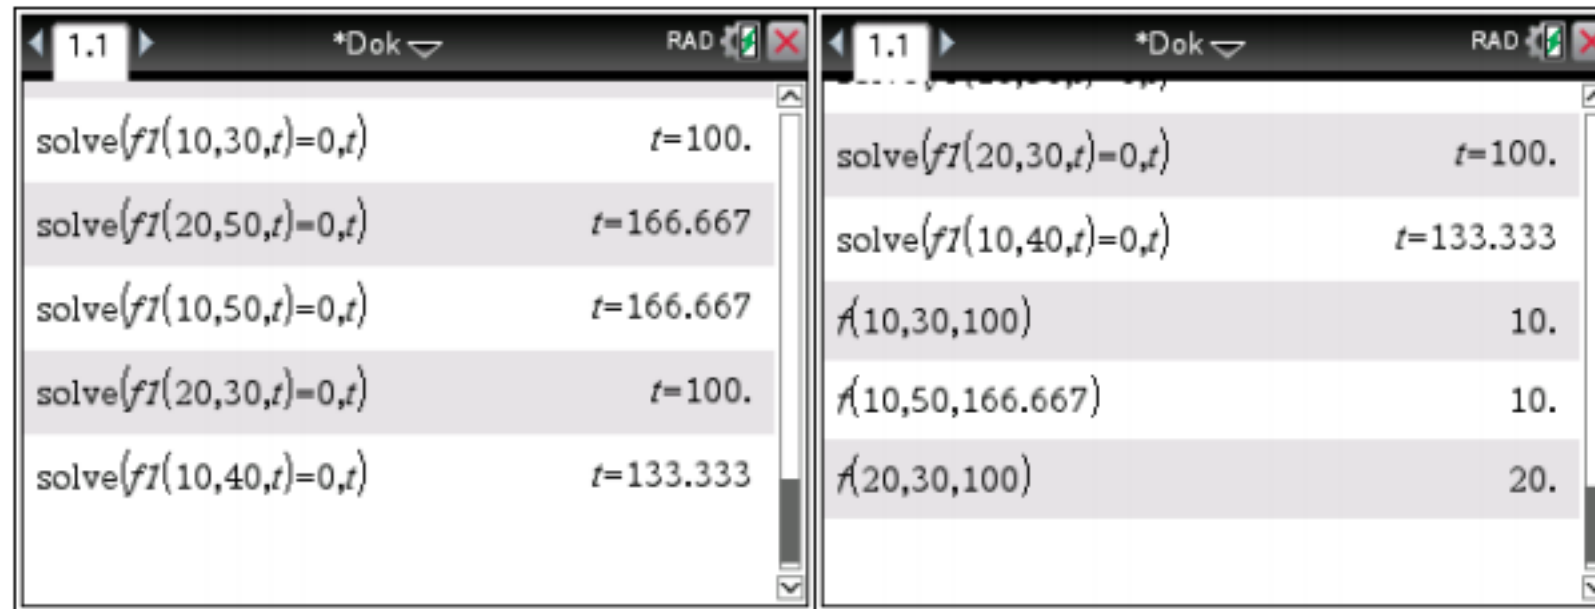 1.1 *Dok RAD
solve(f1(10,30,t)=0,t) t=100.
solve(f1(20,50,t)=0,t) t=166.667
solve(f1(10,50,t)=0,t) t=166.667
solve(f1(20,30,t)=0,t) t=100.
solve(f1(10,40,t)=0,t) t=133.333
1.1 *Dok RAD
solve(f1(20,30,t)=0,t) t=100.
solve(f1(10,40,t)=0,t) t=133.333
f(10,30,100) 10.
f(10,50,166.667) 10.
f(20,30,100) 20.